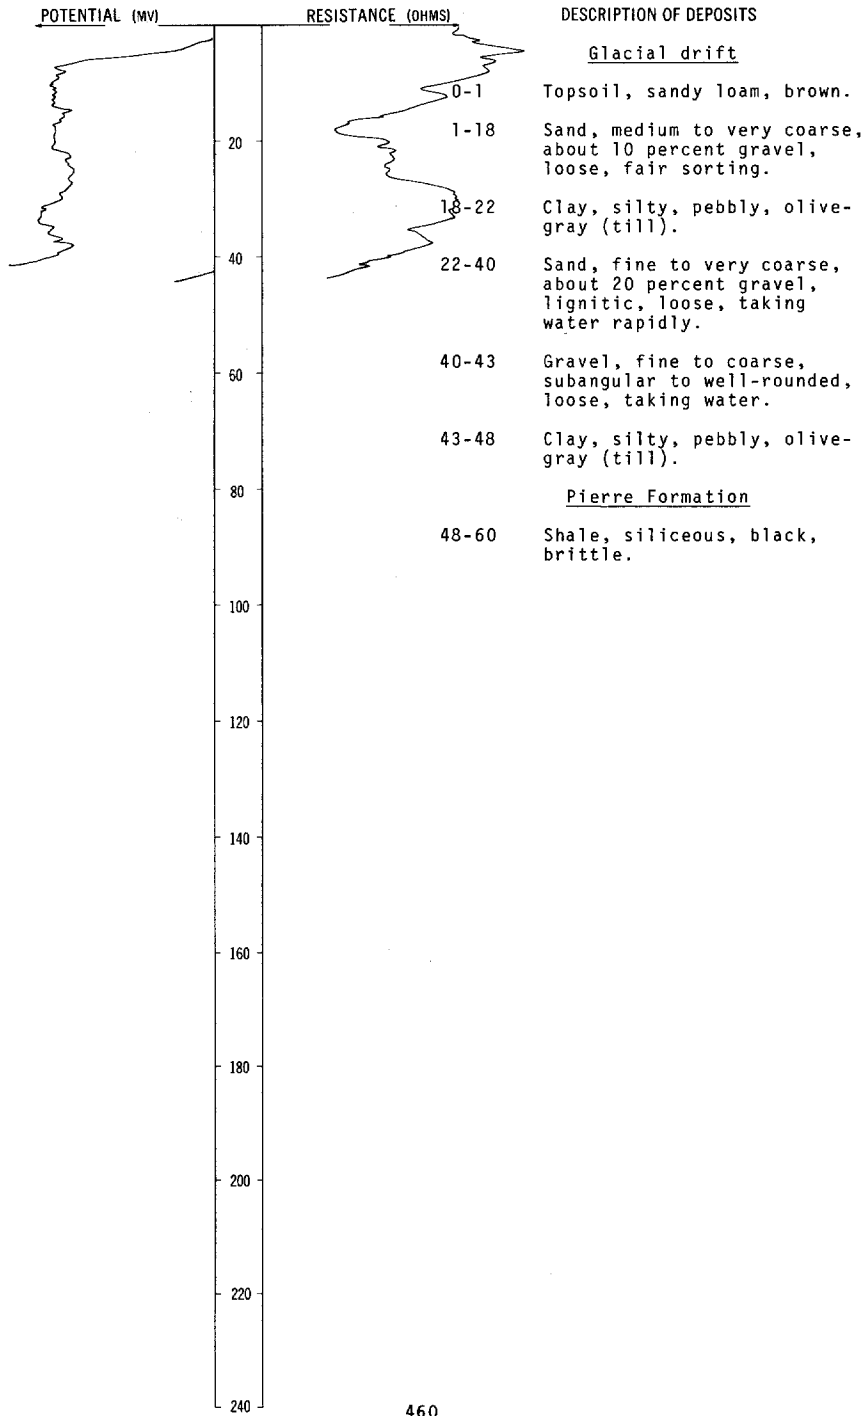 POTENTIAL (MV) RESISTANCE (OHMS) DESCRIPTION OF DEPOSITS
Glacial drift
0-1 Topsoil, sandy loam, brown.
1-18 Sand, medium to very coarse,
about 10 percent gravel,
loose, fair sorting.
18-22 Clay, silty, pebbly, olive-
gray (till).
22-40 Sand, fine to very coarse,
about 20 percent gravel,
lignitic, loose, taking
water rapidly.
40-43 Gravel, fine to coarse,
subangular to well-rounded,
loose, taking water.
43-48 Clay, silty, pebbly, olive-
gray (till).
Pierre Formation
48-60 Shale, siliceous, black,
brittle.
20
40
60
80
100
120
140
160
180
200
220
240
460